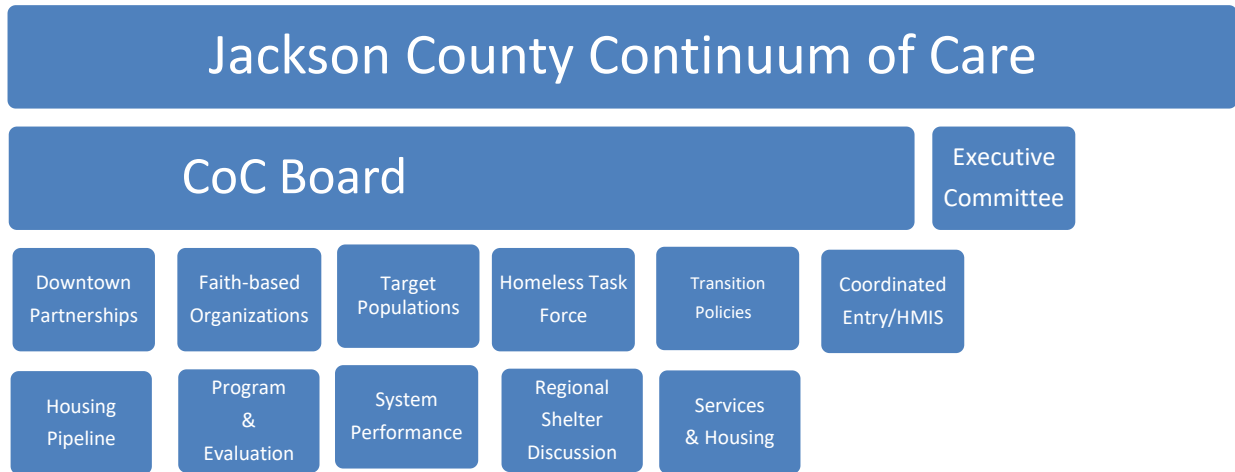 Jackson County Continuum of Care
CoC Board
Executive
Committee
Downtown
Partnerships
Faith-based
Organizations
Target
Populations
Homeless Task
Force
Transition
Policies
Coordinated
Entry/HMIS
Housing
Pipeline
Program
&
Evaluation
System
Performance
Regional
Shelter
Discussion
Services
& Housing